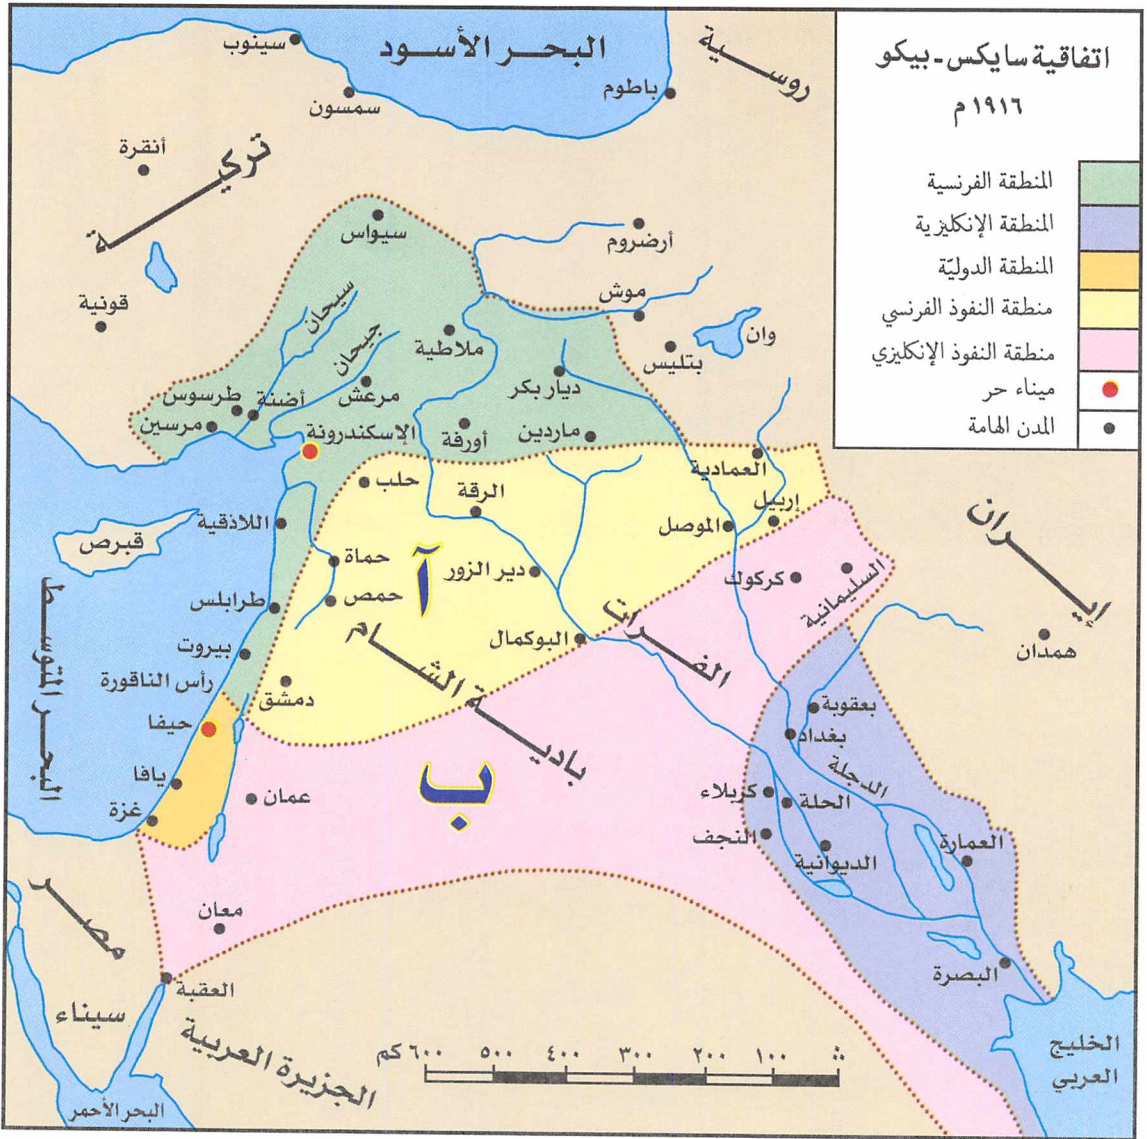 اتفاقية سايكس - بيكو
١٩١٦ م
المنطقة الفرنسية
المنطقة الإنكليزية
المنطقة الدوليّة
منطقة النفوذ الفرنسي
منطقة النفوذ الإنكليزي
ميناء حر
المدن الهامة
البحر الأسود
روسية
سينوب
سمسون
باطوم
أنقرة
تركية
سيواس
أرضروم
قونية
سيحان
جيحان
موش
وان
ملاطية
بتليس
ديار بكر
مرعش
طرسوس
أضنة
مرسين
الإسكندرونة
أورفة
ماردين
العمادية
حلب
الرقة
إربيل
الموصل
اللاذقية
قبرص
إيران
حماة
آ
دير الزور
كركوك
السليمانية
حمص
طرابلس
الفرات
البوكمال
همدان
بيروت
البحر المتوسط
رأس الناقورة
دمشق
بادية الشام
بعقوبة
حيفا
بغداد
يافا
الدجلة
ب
غزة
عمان
كربلاء
الحلة
النجف
الديوانية
العمارة
مصر
معان
البصرة
العقبة
سيناء
الجزيرة العربية
الخليج
العربي
البحر الأحمر
٦٠٠ كم ٥٠٠ ٤٠٠ ٣٠٠ ٢٠٠ ١٠٠